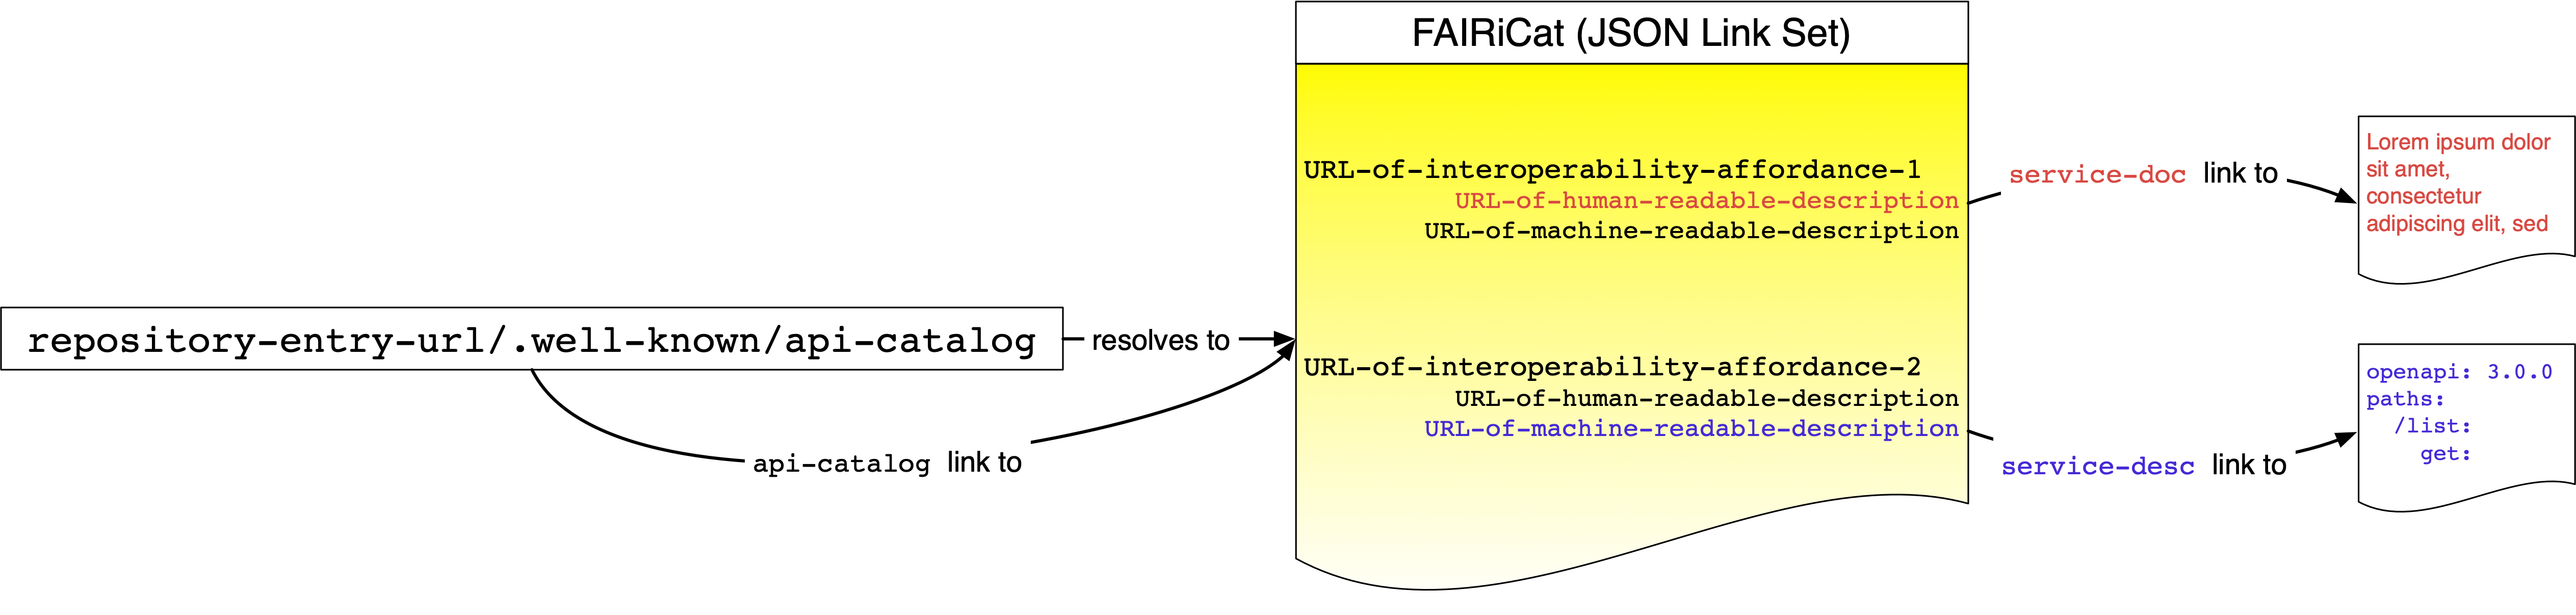 FAIRiCat (JSON Link Set)
repository-entry-url/.well-known/api-catalog
resolves to
api-catalog link to
URL-of-interoperability-affordance-1
URL-of-human-readable-description
URL-of-machine-readable-description
URL-of-interoperability-affordance-2
URL-of-human-readable-description
URL-of-machine-readable-description
service-doc link to
Lorem ipsum dolor
sit amet,
consectetur
adipiscing elit, sed
service-desc link to
openapi: 3.0.0
paths:
/list:
get: